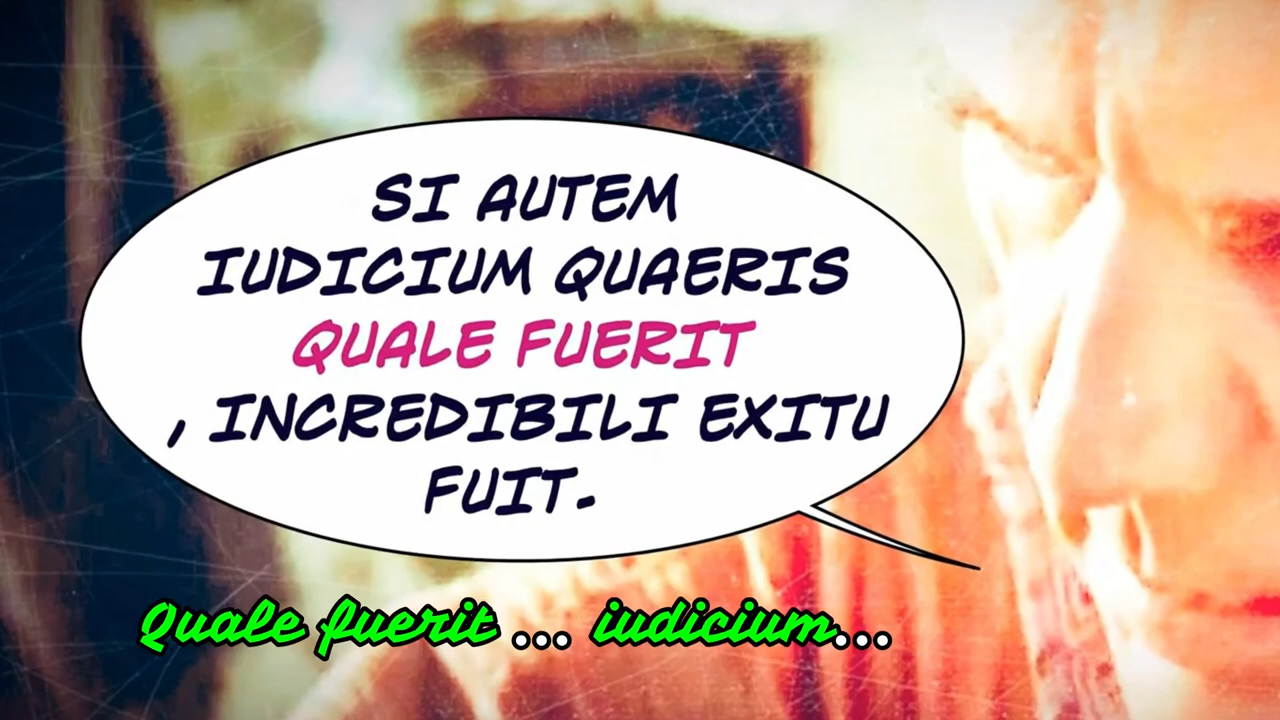 SI AUTEM
IUDICIUM QUAERIS
QUALE FUERIT
, INCREDIBILI EXITU
FUIT.
Quale fuerit ... iudicium...